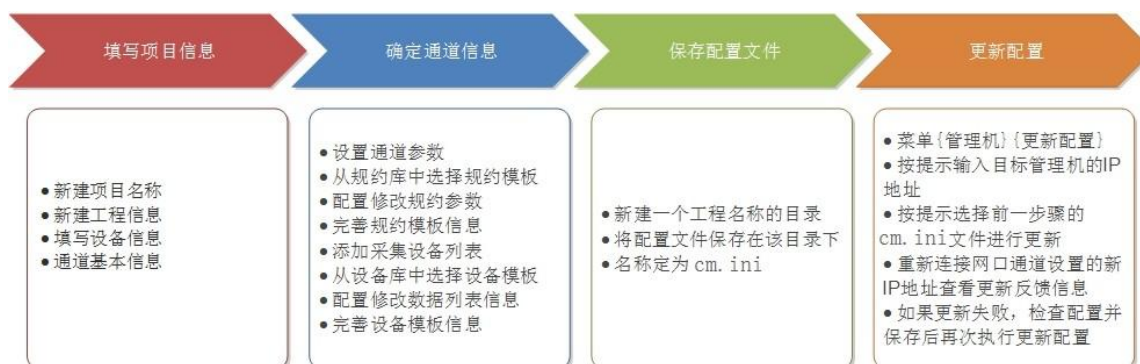 填写项目信息
确定通道信息
保存配置文件
更新配置
●新建项目名称
●新建工程信息
●填写设备信息
●通道基本信息
●设置通道参数
●从规约库中选择规约模板
●配置修改规约参数
●完善规约模板信息
●添加采集设备列表
●从设备库中选择设备模板
●配置修改数据列表信息
●完善设备模板信息
●新建一个工程名称的目录
●将配置文件保存在该目录下
●名称定为 cm.ini
●菜单{管理机}{更新配置}
●按提示输入目标管理机的IP
地址
●按提示选择前一步骤的
cm.ini文件进行更新
●重新连接网口通道设置的新
IP地址查看更新反馈信息
●如果更新失败，检查配置并
保存后再次执行更新配置